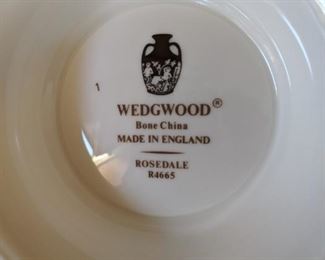 1
WEDGWOOD®
Bone China
MADE IN ENGLAND
ROSEDALE
R4665